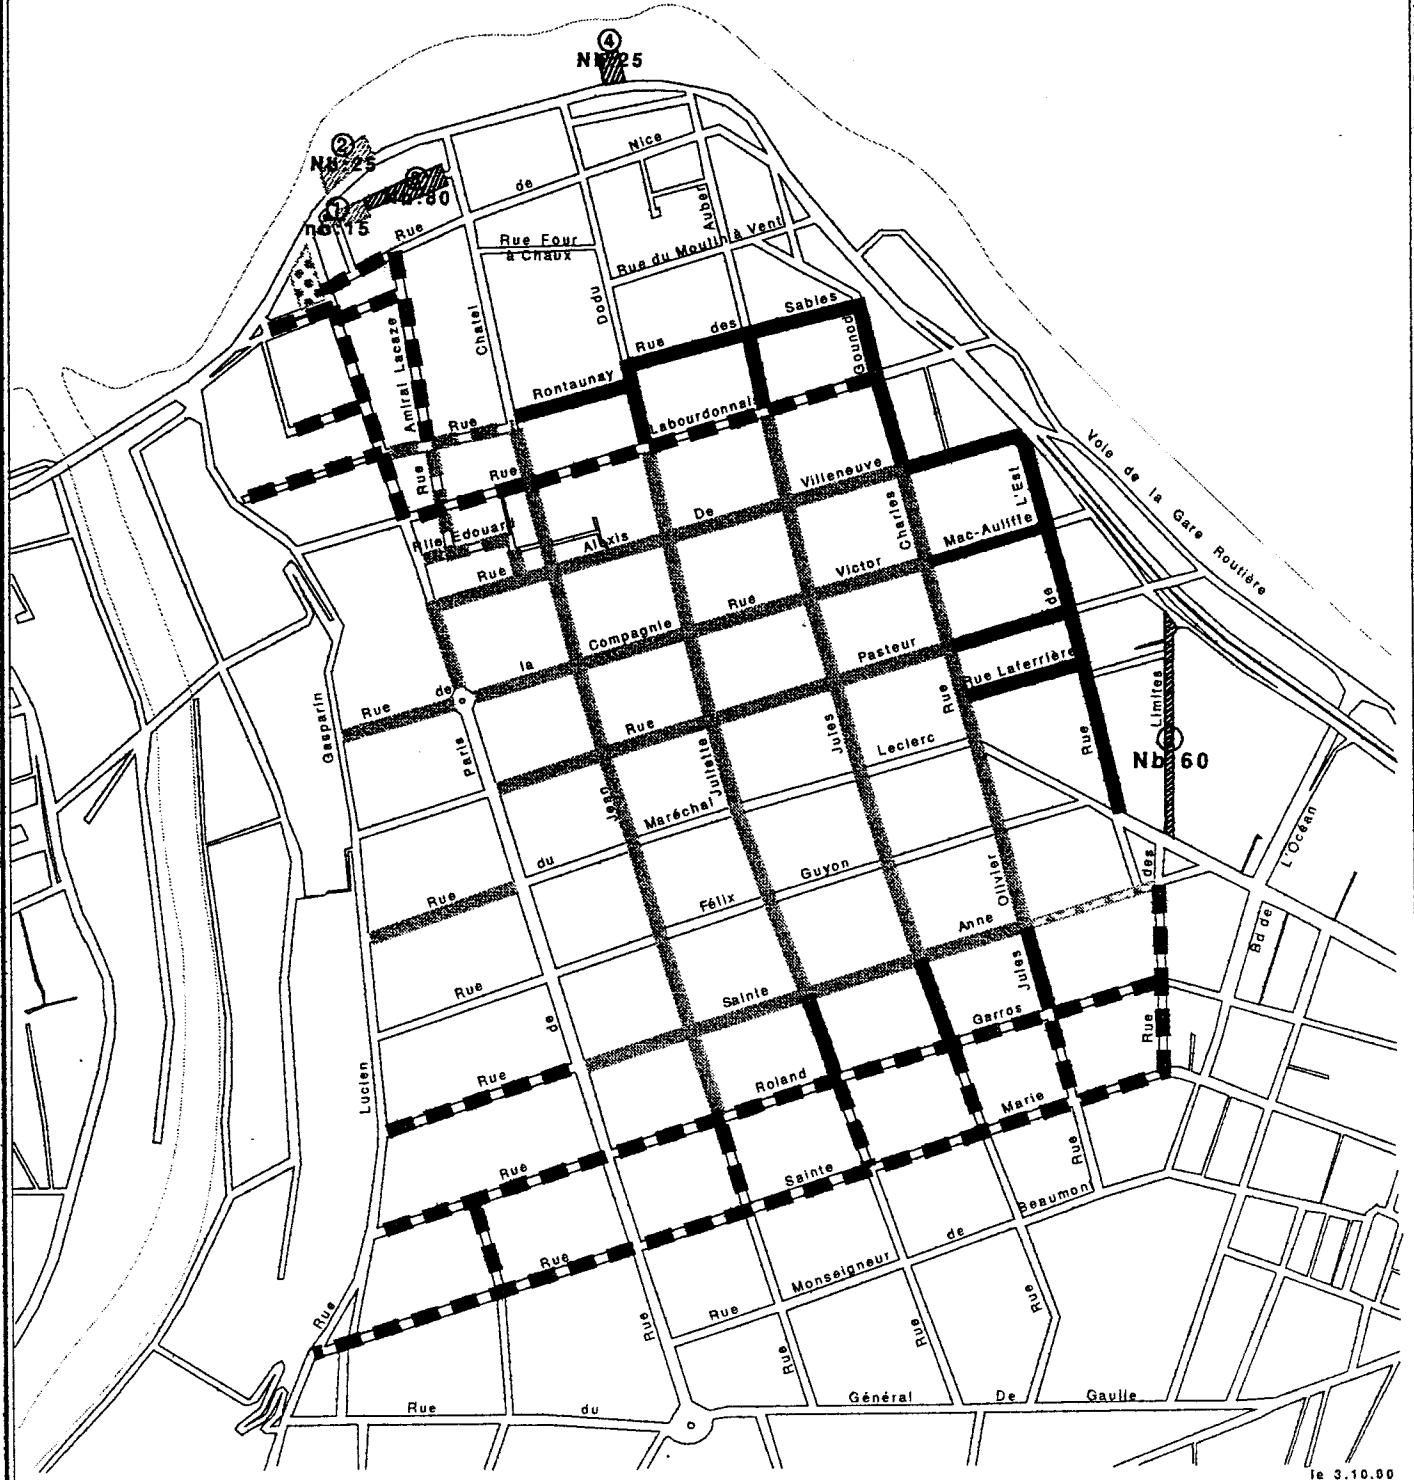 4
Nb 25
2
Nb.25
Nb.80
1
nb.15
Rue de Nice
Auber
Rue Four
à Chaux
Rue du Moulin à Vent
Chatel
Dodu
Amiral Lacaze
Rue
Rue des Sables
Gounod
Rontaunay
Rue
Rue Labourdonnais
Voie de la Gare Routière
Rue Alexis De Villeneuve
L'Est
Charles
Edouard
Rue de la Compagnie
Rue Victor Mac-Auliffe
de
Rue Pasteur
Rue Laferrière
Gasparin
Paris
Jean
Juliette
Jules
Rue
Rue
Limites
Nb 60
Rue du Maréchal Leclerc
L'Océan
Bd de
Rue Félix Guyon
Olivier
des
Rue Sainte Anne
Jules
de
Rue
Lucien
Rue Roland Garros
Rue Sainte Marie
Rue
Rue
Rue
Rue Monseigneur de Beaumont
Rue
Rue
Rue
Rue du Général De Gaulle
le 3.10.90